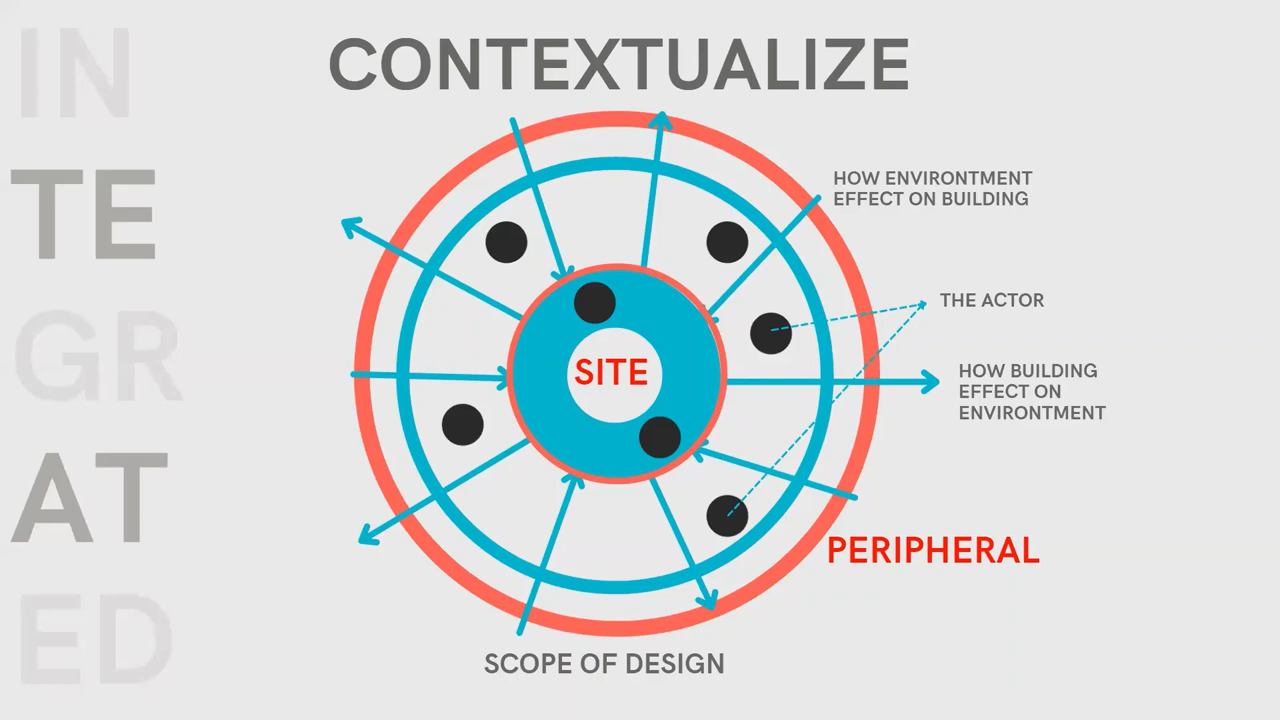 IN
TE
GR
AT
ED
CONTEXTUALIZE
HOW ENVIRONTMENT
EFFECT ON BUILDING
THE ACTOR
SITE
HOW BUILDING
EFFECT ON
ENVIRONTMENT
PERIPHERAL
SCOPE OF DESIGN